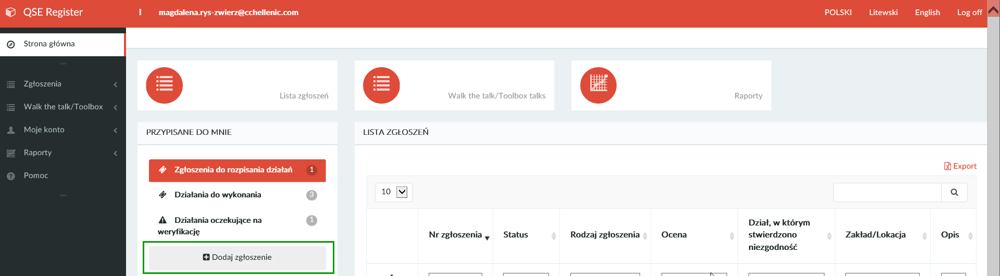 QSE Register
magdalena.rys-zwierz@cchellenic.com
POLSKI
Litewski
English
Log off
Strona główna
Zgłoszenia
Walk the talk/Toolbox
Moje konto
Raporty
Pomoc
Lista zgłoszeń
Walk the talk/Toolbox talks
Raporty
PRZYPISANE DO MNIE
Zgłoszenia do rozpisania działań 1
Działania do wykonania 3
Działania oczekujące na 1
weryfikację
Dodaj zgłoszenie
LISTA ZGŁOSZEŃ
Export
10
Nr zgłoszenia
Status
Rodzaj zgłoszenia
Ocena
Dział, w którym
stwierdzono
niezgodność
Zakład/Lokacja
Opis